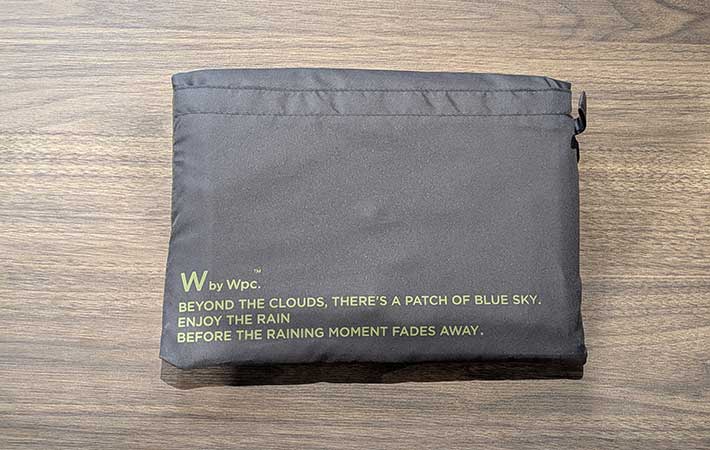 W by Wpc.™
BEYOND THE CLOUDS, THERE'S A PATCH OF BLUE SKY.
ENJOY THE RAIN
BEFORE THE RAINING MOMENT FADES AWAY.